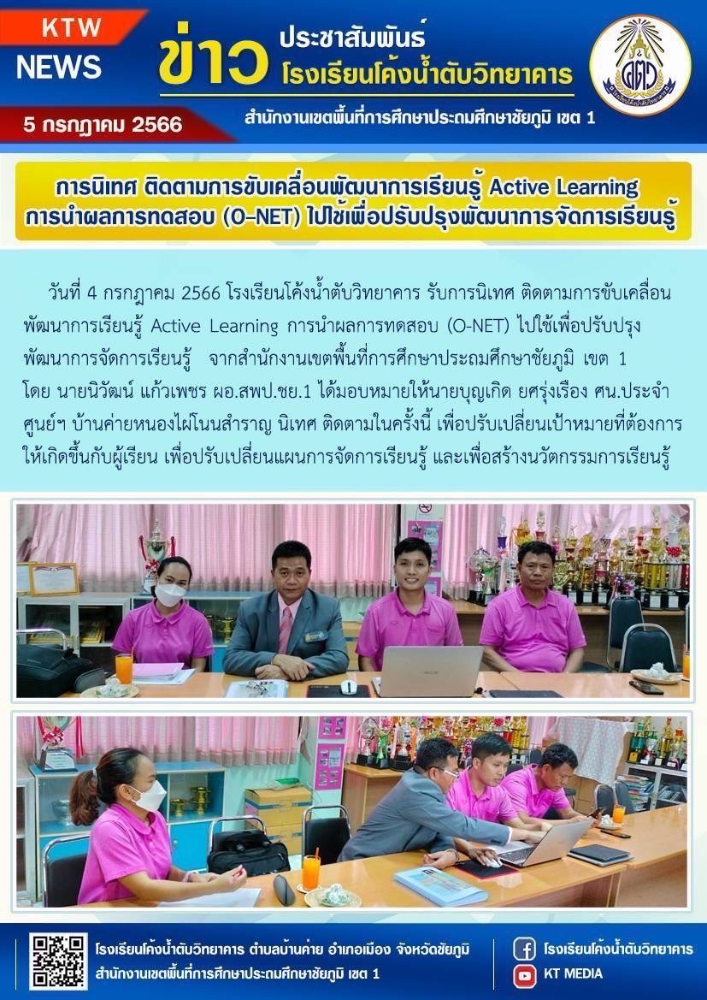 KTW
NEWS
5 กรกฎาคม 2566
ข่าว
ประชาสัมพันธ์
โรงเรียนโค้งน้ำตับวิทยาคาร
สำนักงานเขตพื้นที่การศึกษาประถมศึกษาชัยภูมิ เขต 1
การนิเทศ ติดตามการขับเคลื่อนพัฒนาการเรียนรู้ Active Learning
การนำผลการทดสอบ (O-NET) ไปใช้เพื่อปรับปรุงพัฒนาการจัดการเรียนรู้
วันที่ 4 กรกฎาคม 2566 โรงเรียนโค้งน้ำตับวิทยาคาร รับการนิเทศ ติดตามการขับเคลื่อน
พัฒนาการเรียนรู้ Active Learning การนำผลการทดสอบ (O-NET) ไปใช้เพื่อปรับปรุง
พัฒนาการจัดการเรียนรู้ จากสำนักงานเขตพื้นที่การศึกษาประถมศึกษาชัยภูมิ เขต 1
โดย นายนิวัฒน์ แก้วเพชร ผอ.สพป.ชย.1 ได้มอบหมายให้นายบุญเกิด ยศรุ่งเรือง ศน.ประจำ
ศูนย์ฯ บ้านค่ายหนองไผ่โนนสำราญ นิเทศ ติดตามในครั้งนี้ เพื่อปรับเปลี่ยนเป้าหมายที่ต้องการ
ให้เกิดขึ้นกับผู้เรียน เพื่อปรับเปลี่ยนแผนการจัดการเรียนรู้ และเพื่อสร้างนวัตกรรมการเรียนรู้
โรงเรียนโค้งน้ำตับวิทยาคาร ตำบลบ้านค่าย อำเภอเมือง จังหวัดชัยภูมิ
สำนักงานเขตพื้นที่การศึกษาประถมศึกษาชัยภูมิ เขต 1
โรงเรียนโค้งน้ำตับวิทยาคาร
KT MEDIA